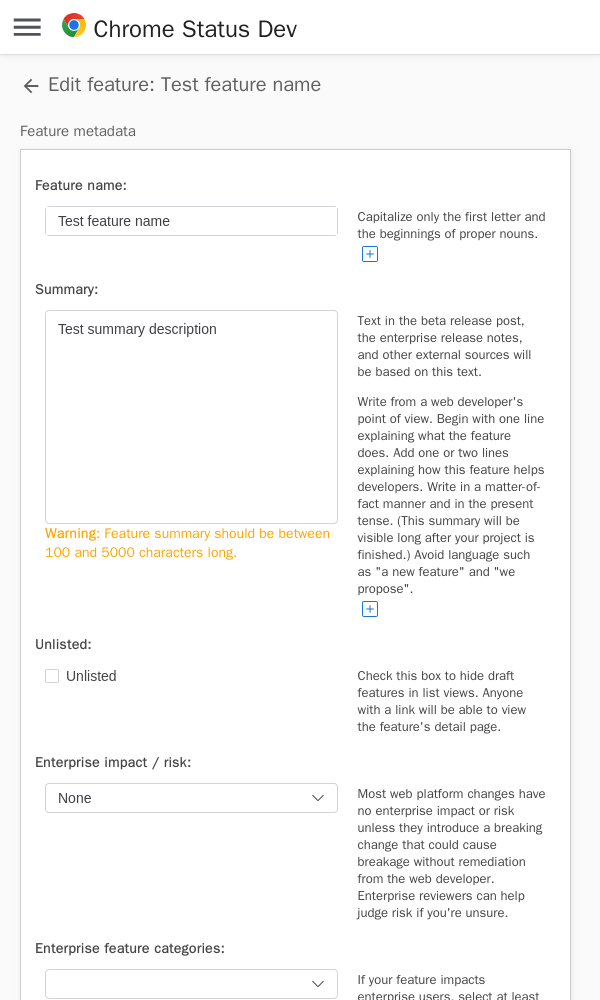 Chrome Status Dev
Edit feature: Test feature name
Feature metadata
Feature name:
Test feature name
Capitalize only the first letter and
the beginnings of proper nouns.
Summary:
Test summary description
Warning: Feature summary should be between
100 and 5000 characters long.
Text in the beta release post,
the enterprise release notes,
and other external sources will
be based on this text.
Write from a web developer's
point of view. Begin with one line
explaining what the feature
does. Add one or two lines
explaining how this feature helps
developers. Write in a matter-of-
fact manner and in the present
tense. (This summary will be
visible long after your project is
finished.) Avoid language such
as "a new feature" and "we
propose".
Unlisted:
Unlisted
Check this box to hide draft
features in list views. Anyone
with a link will be able to view
the feature's detail page.
Enterprise impact / risk:
None
Most web platform changes have
no enterprise impact or risk
unless they introduce a breaking
change that could cause
breakage without remediation
from the web developer.
Enterprise reviewers can help
judge risk if you're unsure.
Enterprise feature categories:
If your feature impacts
enterprise users, select at least